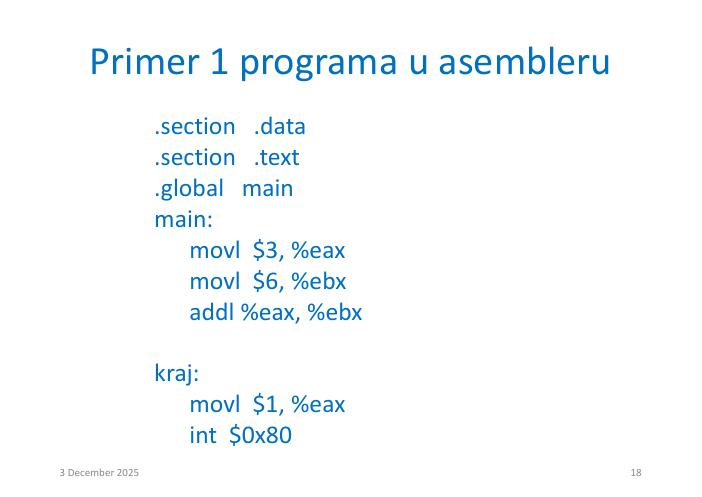 Primer 1 programa u asembleru
.section .data
.section .text
.global main
main:
movl $3, %eax
movl $6, %ebx
addl %eax, %ebx
kraj:
movl $1, %eax
int $0x80
3 December 2025
18